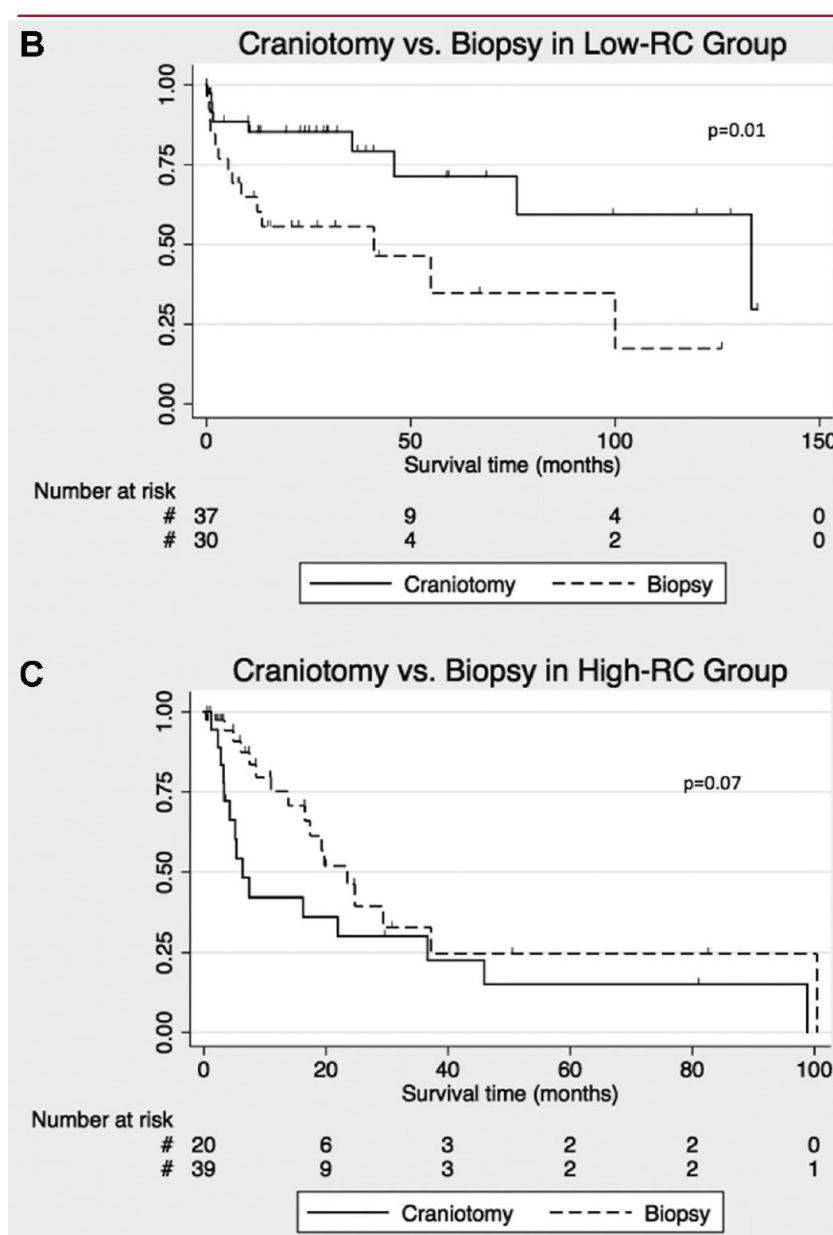 B
Craniotomy vs. Biopsy in Low-RC Group
1.00
0.75
0.50
0.25
0.00
p=0.01
0 50 100 150
Survival time (months)
Number at risk
# 37 9 4 0
# 30 4 2 0
Craniotomy Biopsy
C
Craniotomy vs. Biopsy in High-RC Group
1.00
0.75
0.50
0.25
0.00
p=0.07
0 20 40 60 80 100
Survival time (months)
Number at risk
# 20 6 3 2 2 0
# 39 9 3 2 2 1
Craniotomy Biopsy